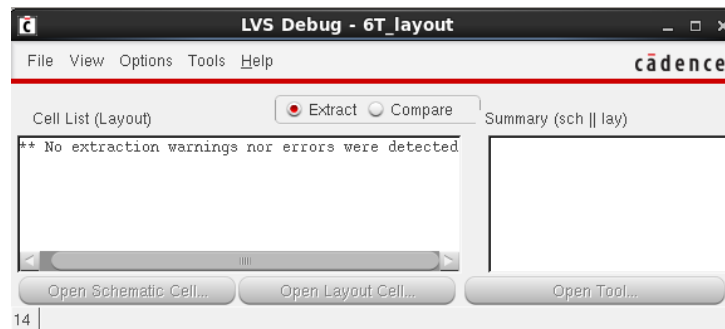 LVS Debug - 6T_layout
File View Options Tools Help
cādence
Extract Compare
Cell List (Layout)
Summary (sch || lay)
** No extraction warnings nor errors were detected
Open Schematic Cell... Open Layout Cell... Open Tool...
14